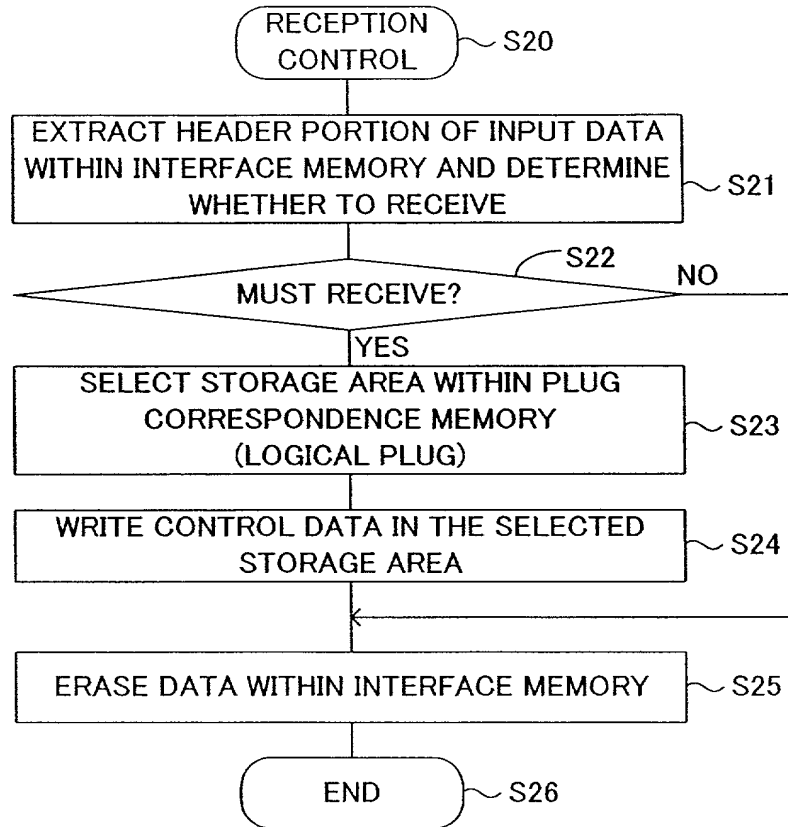 RECEPTION
CONTROL
S20
EXTRACT HEADER PORTION OF INPUT DATA
WITHIN INTERFACE MEMORY AND DETERMINE
WHETHER TO RECEIVE
S21
S22
MUST RECEIVE?
NO
YES
SELECT STORAGE AREA WITHIN PLUG
CORRESPONDENCE MEMORY
(LOGICAL PLUG)
S23
WRITE CONTROL DATA IN THE SELECTED
STORAGE AREA
S24
ERASE DATA WITHIN INTERFACE MEMORY
S25
END
S26